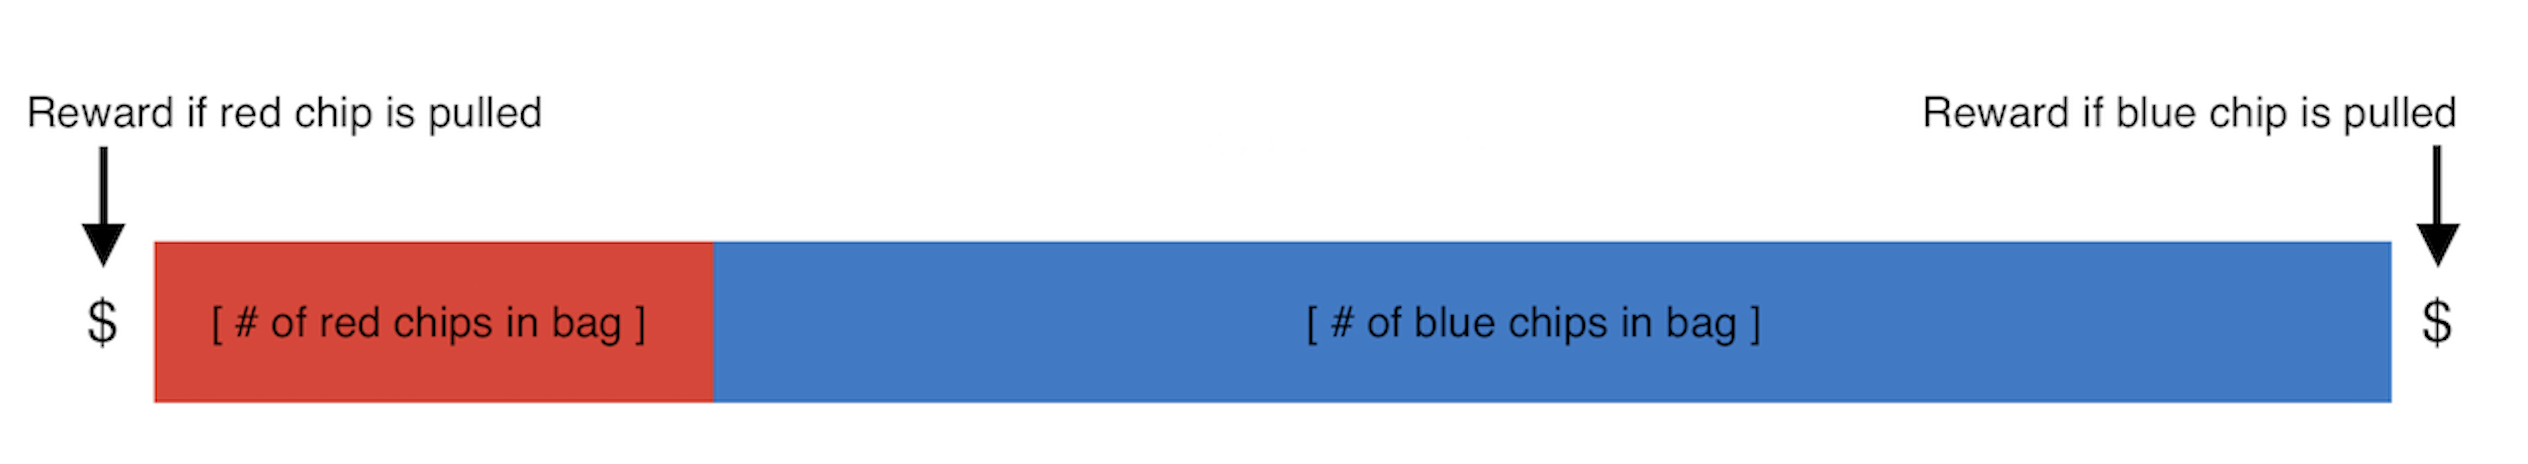 Reward if red chip is pulled
Reward if blue chip is pulled
$
[ # of red chips in bag ]
[ # of blue chips in bag ]
$